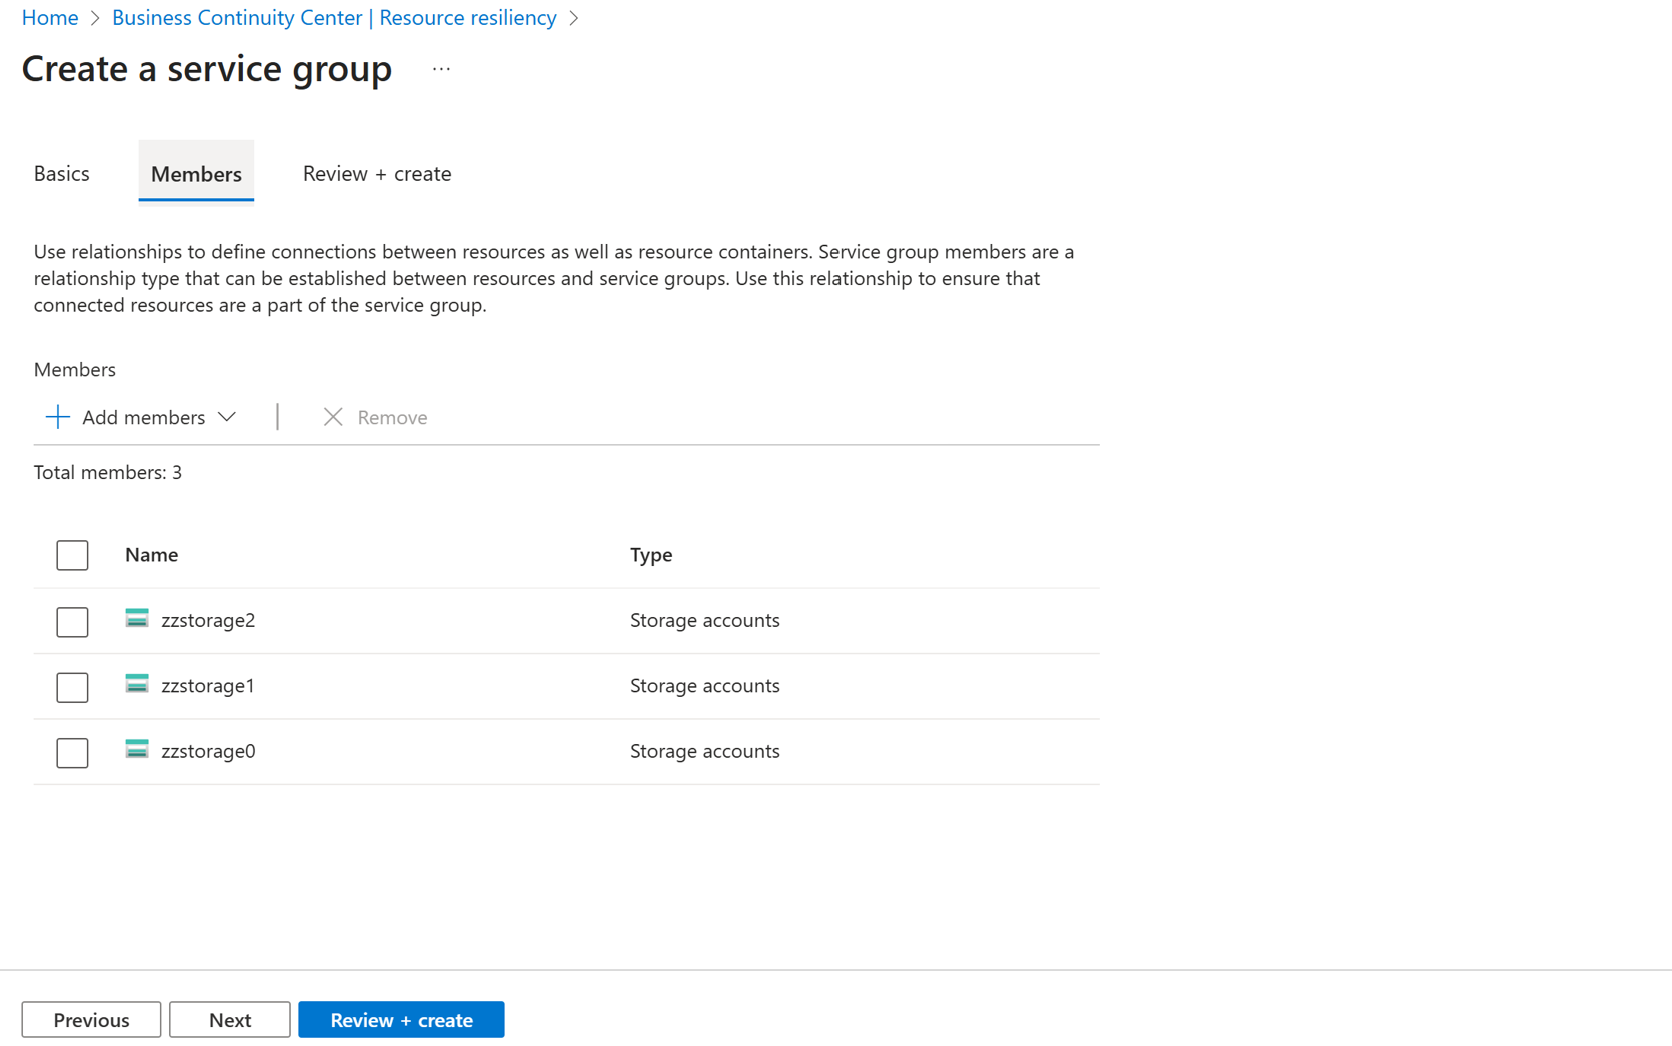 Home > Business Continuity Center | Resource resiliency >
Create a service group ...
Basics Members Review + create
Use relationships to define connections between resources as well as resource containers. Service group members are a
relationship type that can be established between resources and service groups. Use this relationship to ensure that
connected resources are a part of the service group.
Members
Add members Remove
Total members: 3
Name Type
zzstorage2 Storage accounts
zzstorage1 Storage accounts
zzstorage0 Storage accounts
Previous Next Review + create